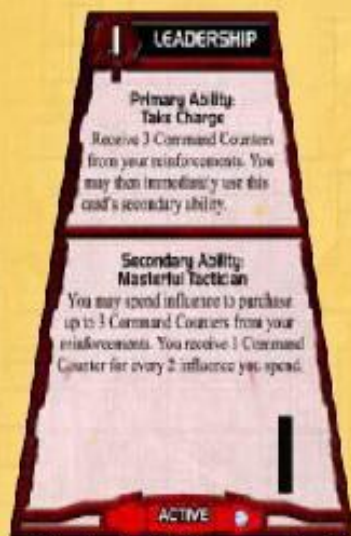 1
LEADERSHIP
Primary Ability:
Take Charge
Receive 3 Command Counters
from your reinforcements. You
may then immediately use this
card's secondary ability.
Secondary Ability:
Masterful Tactician
You may spend influence to purchase
up to 3 Command Counters from your
reinforcements. You receive 1 Command
Counter for every 2 influence you spend.
ACTIVE